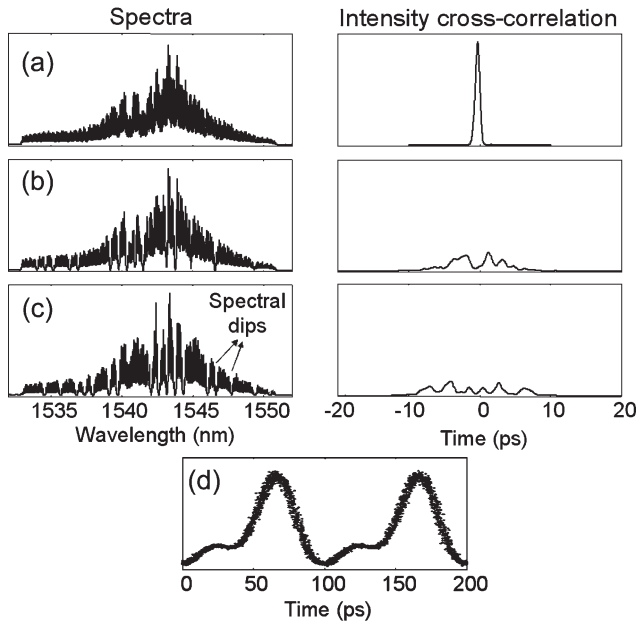 Spectra
Intensity cross-correlation
(a)
(b)
(c)
Spectral
dips
1535 1540 1545 1550
Wavelength (nm)
-20 -10 0 10 20
Time (ps)
(d)
0 50 100 150 200
Time (ps)